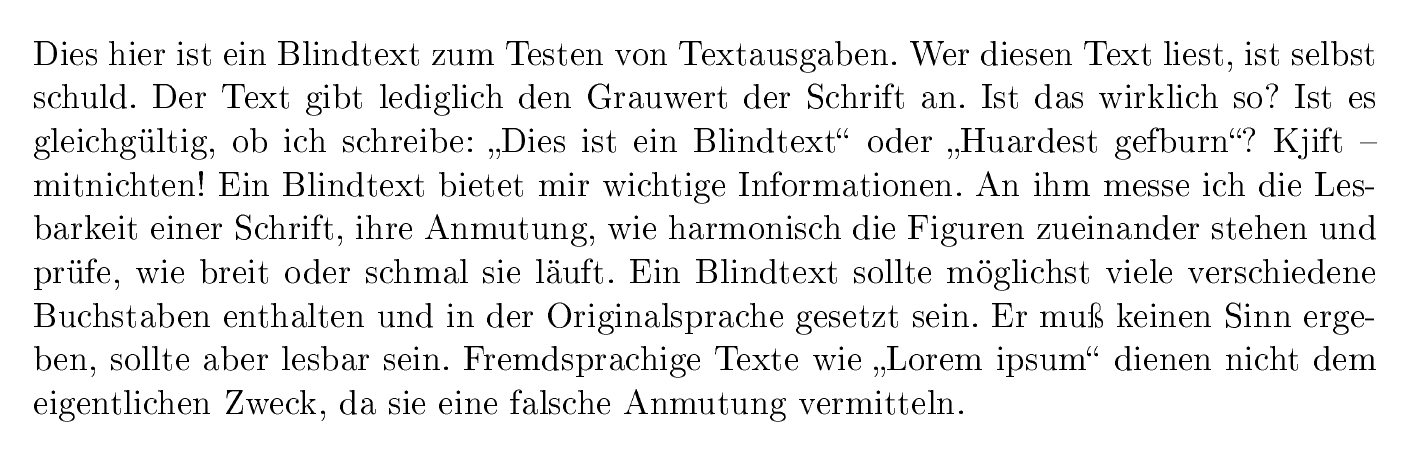 Dies hier ist ein Blindtext zum Testen von Textausgaben. Wer diesen Text liest, ist selbst
schuld. Der Text gibt lediglich den Grauwert der Schrift an. Ist das wirklich so? Ist es
gleichgültig, ob ich schreibe: „Dies ist ein Blindtext“ oder „Huardest gefburn“? Kjift –
mitnichten! Ein Blindtext bietet mir wichtige Informationen. An ihm messe ich die Les-
barkeit einer Schrift, ihre Anmutung, wie harmonisch die Figuren zueinander stehen und
prüfe, wie breit oder schmal sie läuft. Ein Blindtext sollte möglichst viele verschiedene
Buchstaben enthalten und in der Originalsprache gesetzt sein. Er muß keinen Sinn erge-
ben, sollte aber lesbar sein. Fremdsprachige Texte wie „Lorem ipsum“ dienen nicht dem
eigentlichen Zweck, da sie eine falsche Anmutung vermitteln.